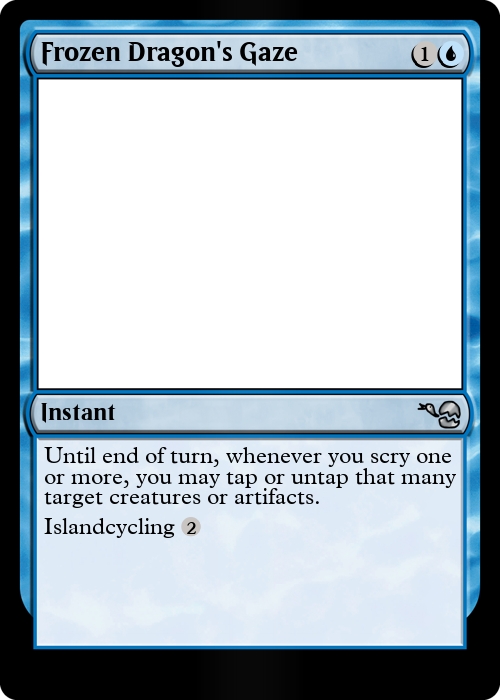 Frozen Dragon's Gaze 1
Instant
Until end of turn, whenever you scry one
or more, you may tap or untap that many
target creatures or artifacts.
Islandcycling 2